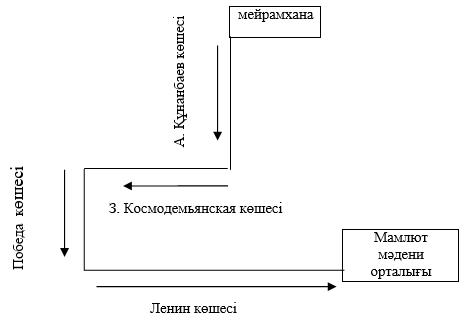 мейрамхана
А. Құнанбаев көшесі
З. Космодемьянская көшесі
Победа көшесі
Мамлют
мәдени
орталығы
Ленин көшесі